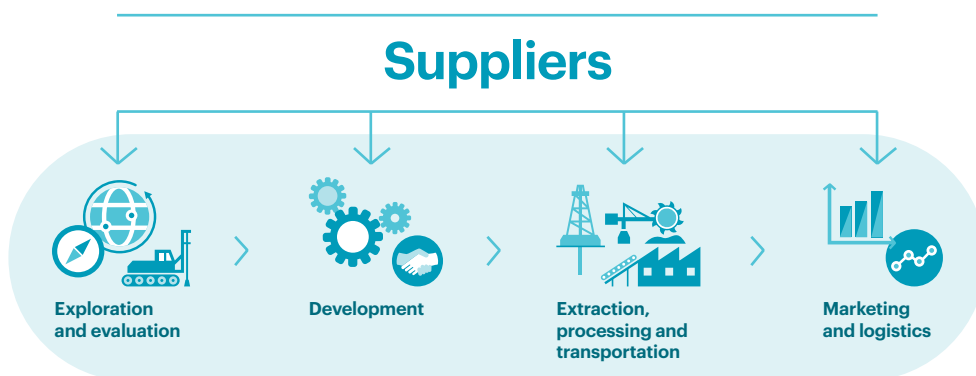 Suppliers
Exploration
and evaluation
Development
Extraction,
processing and
transportation
Marketing
and logistics